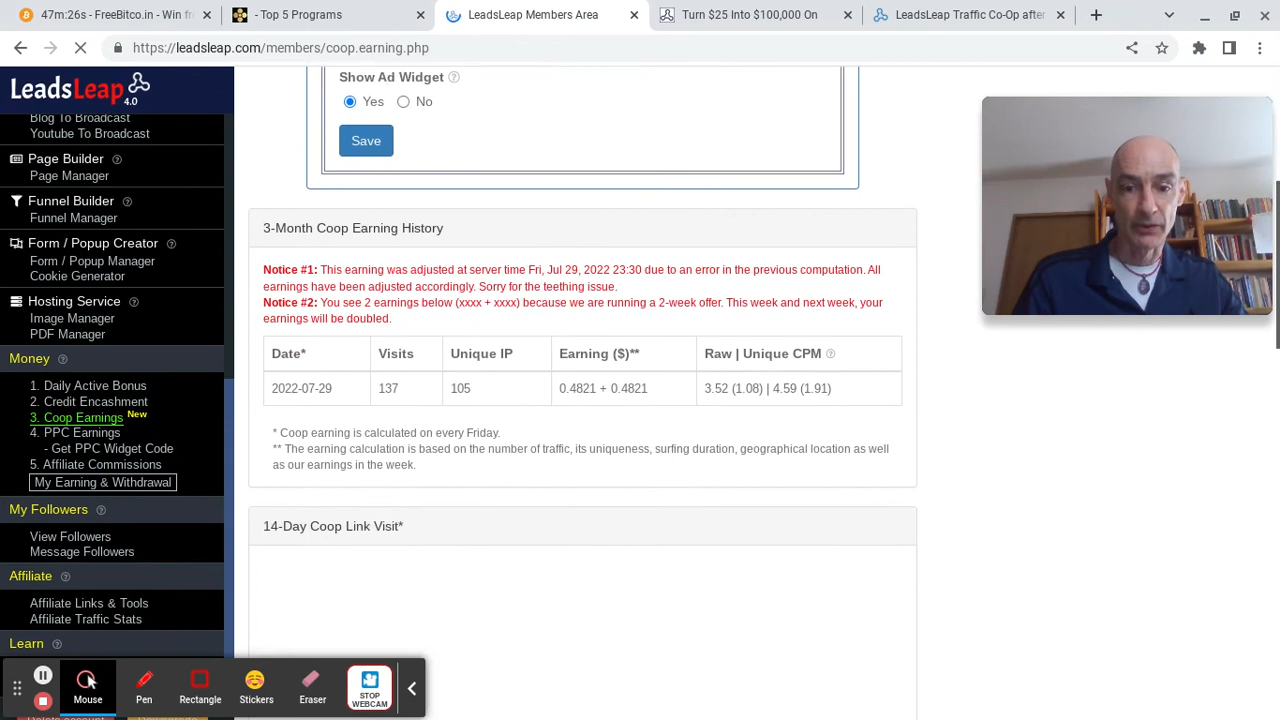 47m:26s - FreeBitco.in - Win fr
- Top 5 Programs
LeadsLeap Members Area
Turn $25 Into $100,000 On
LeadsLeap Traffic Co-Op after
https://leadsleap.com/members/coop.earning.php
LeadsLeap 4.0
Blog To Broadcast
Youtube To Broadcast
Page Builder
Page Manager
Funnel Builder
Funnel Manager
Form / Popup Creator
Form / Popup Manager
Cookie Generator
Hosting Service
Image Manager
PDF Manager
Money
1. Daily Active Bonus
2. Credit Encashment
3. Coop Earnings New
4. PPC Earnings
- Get PPC Widget Code
5. Affiliate Commissions
My Earning & Withdrawal
My Followers
View Followers
Message Followers
Affiliate
Affiliate Links & Tools
Affiliate Traffic Stats
Learn
Show Ad Widget
Yes No
Save
3-Month Coop Earning History
Notice #1: This earning was adjusted at server time Fri, Jul 29, 2022 23:30 due to an error in the previous computation. All
earnings have been adjusted accordingly. Sorry for the teething issue.
Notice #2: You see 2 earnings below (xxxx + xxxx) because we are running a 2-week offer. This week and next week, your
earnings will be doubled.
Date* Visits Unique IP Earning ($)** Raw | Unique CPM
2022-07-29 137 105 0.4821 + 0.4821 3.52 (1.08) | 4.59 (1.91)
* Coop earning is calculated on every Friday.
** The earning calculation is based on the number of traffic, its uniqueness, surfing duration, geographical location as well
as our earnings in the week.
14-Day Coop Link Visit*
Mouse
Pen
Rectangle
Stickers
Eraser
STOP
WEBCAM